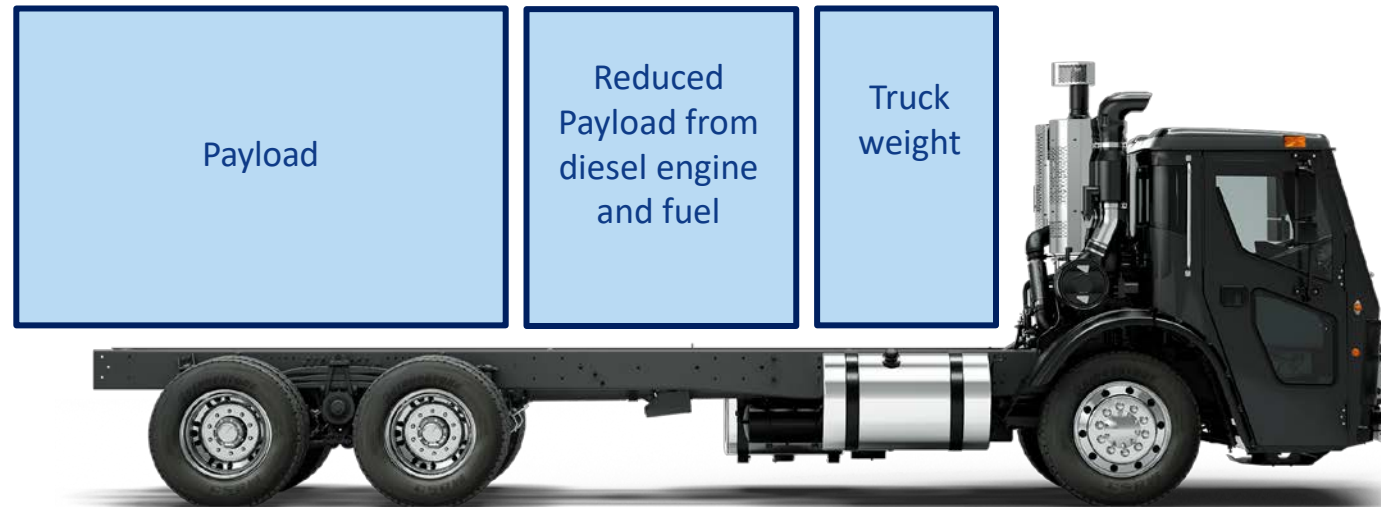 Payload
Reduced
Payload from
diesel engine
and fuel
Truck
weight